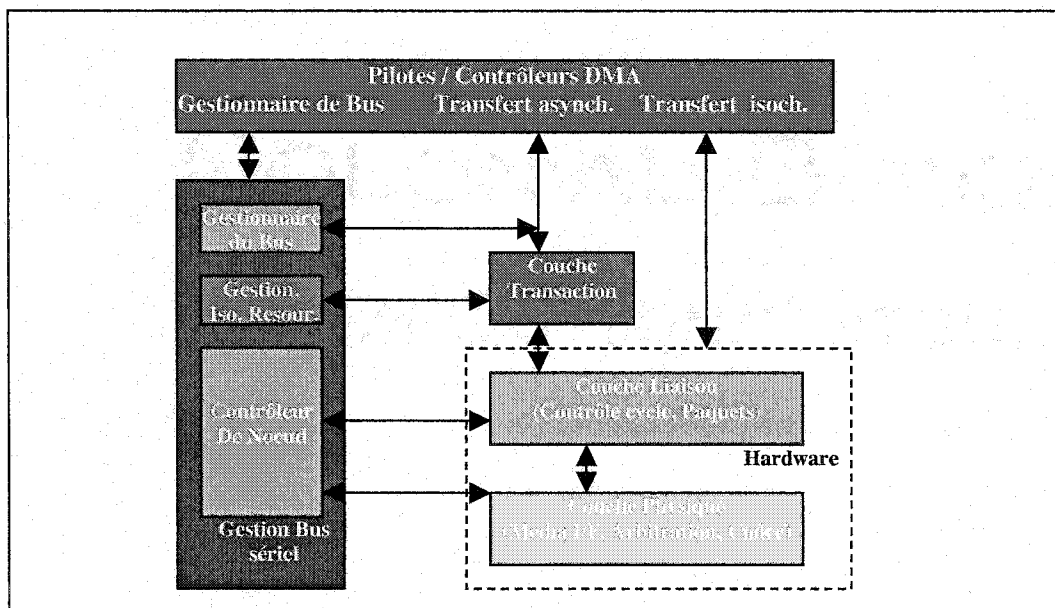 Pilotes / Contrôleurs DMA
Gestionnaire de Bus Transfert asynch. Transfert isoch.
Gestionnaire
du Bus
Gestion.
Iso. Resour.
Contrôleur
De Noeud
Gestion Bus
sériel
Couche
Transaction
Couche Liaison
(Contrôle cycle, Paquets)
Hardware
Couche Physique
Arbitration,